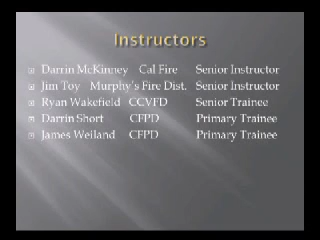 Instructors
Darrin McKinney Cal Fire Senior Instructor
Jim Toy Murphy's Fire Dist. Senior Instructor
Ryan Wakefield CCVFD Senior Trainee
Darrin Short CFPD Primary Trainee
James Weiland CFPD Primary Trainee